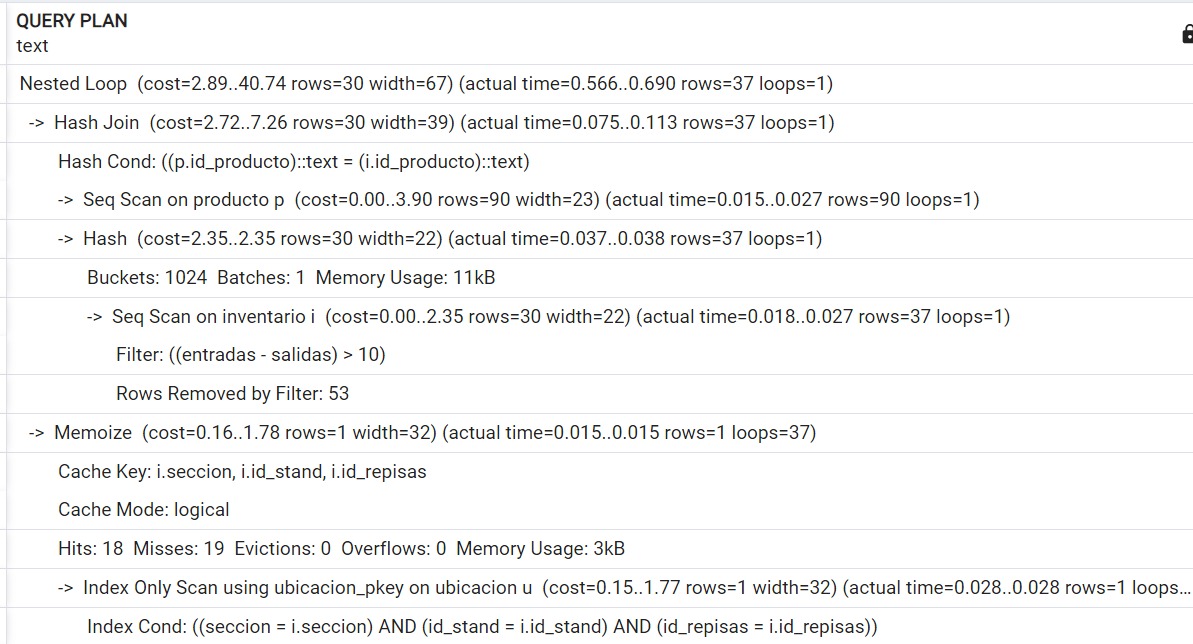 QUERY PLAN
text
Nested Loop (cost=2.89..40.74 rows=30 width=67) (actual time=0.566..0.690 rows=37 loops=1)
-> Hash Join (cost=2.72..7.26 rows=30 width=39) (actual time=0.075..0.113 rows=37 loops=1)
Hash Cond: ((p.id_producto)::text = (i.id_producto)::text)
-> Seq Scan on producto p (cost=0.00..3.90 rows=90 width=23) (actual time=0.015..0.027 rows=90 loops=1)
-> Hash (cost=2.35..2.35 rows=30 width=22) (actual time=0.037..0.038 rows=37 loops=1)
Buckets: 1024 Batches: 1 Memory Usage: 11kB
-> Seq Scan on inventario i (cost=0.00..2.35 rows=30 width=22) (actual time=0.018..0.027 rows=37 loops=1)
Filter: ((entradas - salidas) > 10)
Rows Removed by Filter: 53
-> Memoize (cost=0.16..1.78 rows=1 width=32) (actual time=0.015..0.015 rows=1 loops=37)
Cache Key: i.seccion, i.id_stand, i.id_repisas
Cache Mode: logical
Hits: 18 Misses: 19 Evictions: 0 Overflows: 0 Memory Usage: 3kB
-> Index Only Scan using ubicacion_pkey on ubicacion u (cost=0.15..1.77 rows=1 width=32) (actual time=0.028..0.028 rows=1 loops...
Index Cond: ((seccion = i.seccion) AND (id_stand = i.id_stand) AND (id_repisas = i.id_repisas))